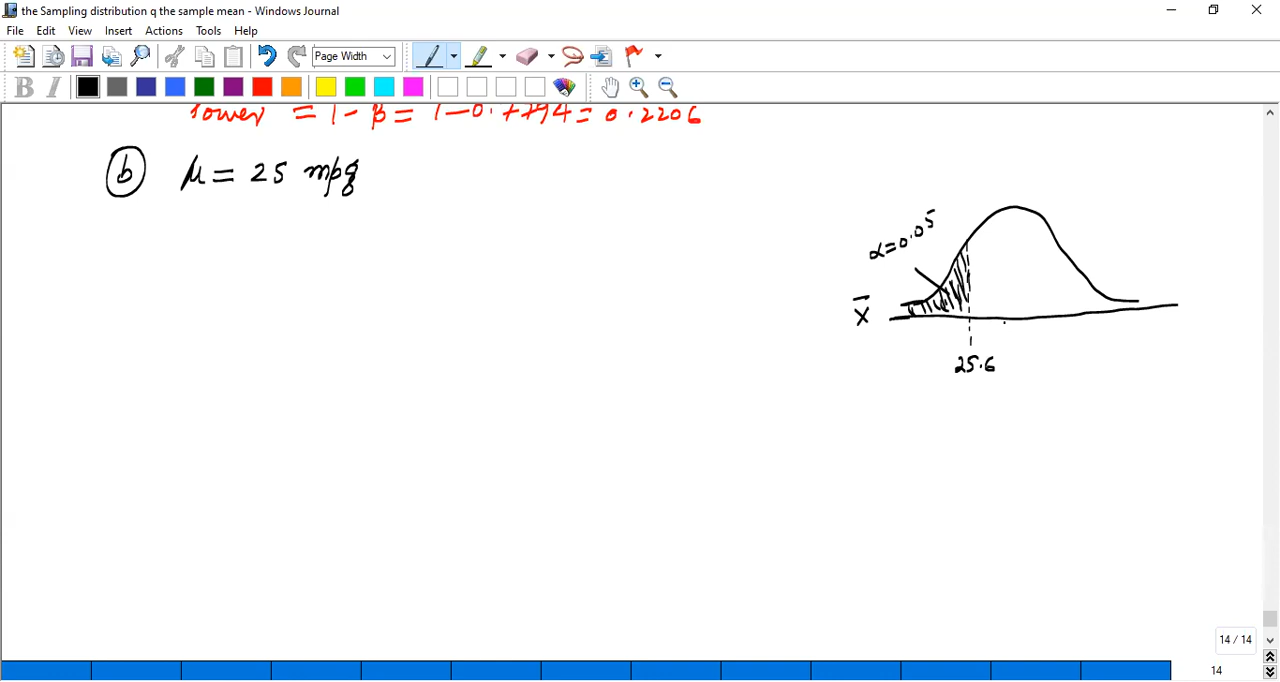 the Sampling distribution q the sample mean - Windows Journal
File Edit View Insert Actions Tools Help
Page Width
B I
Power = 1 - β = 1 - 0.7794 = 0.2206
b μ = 25 mpg
α=0.05
X̄
25.6
14 / 14
14